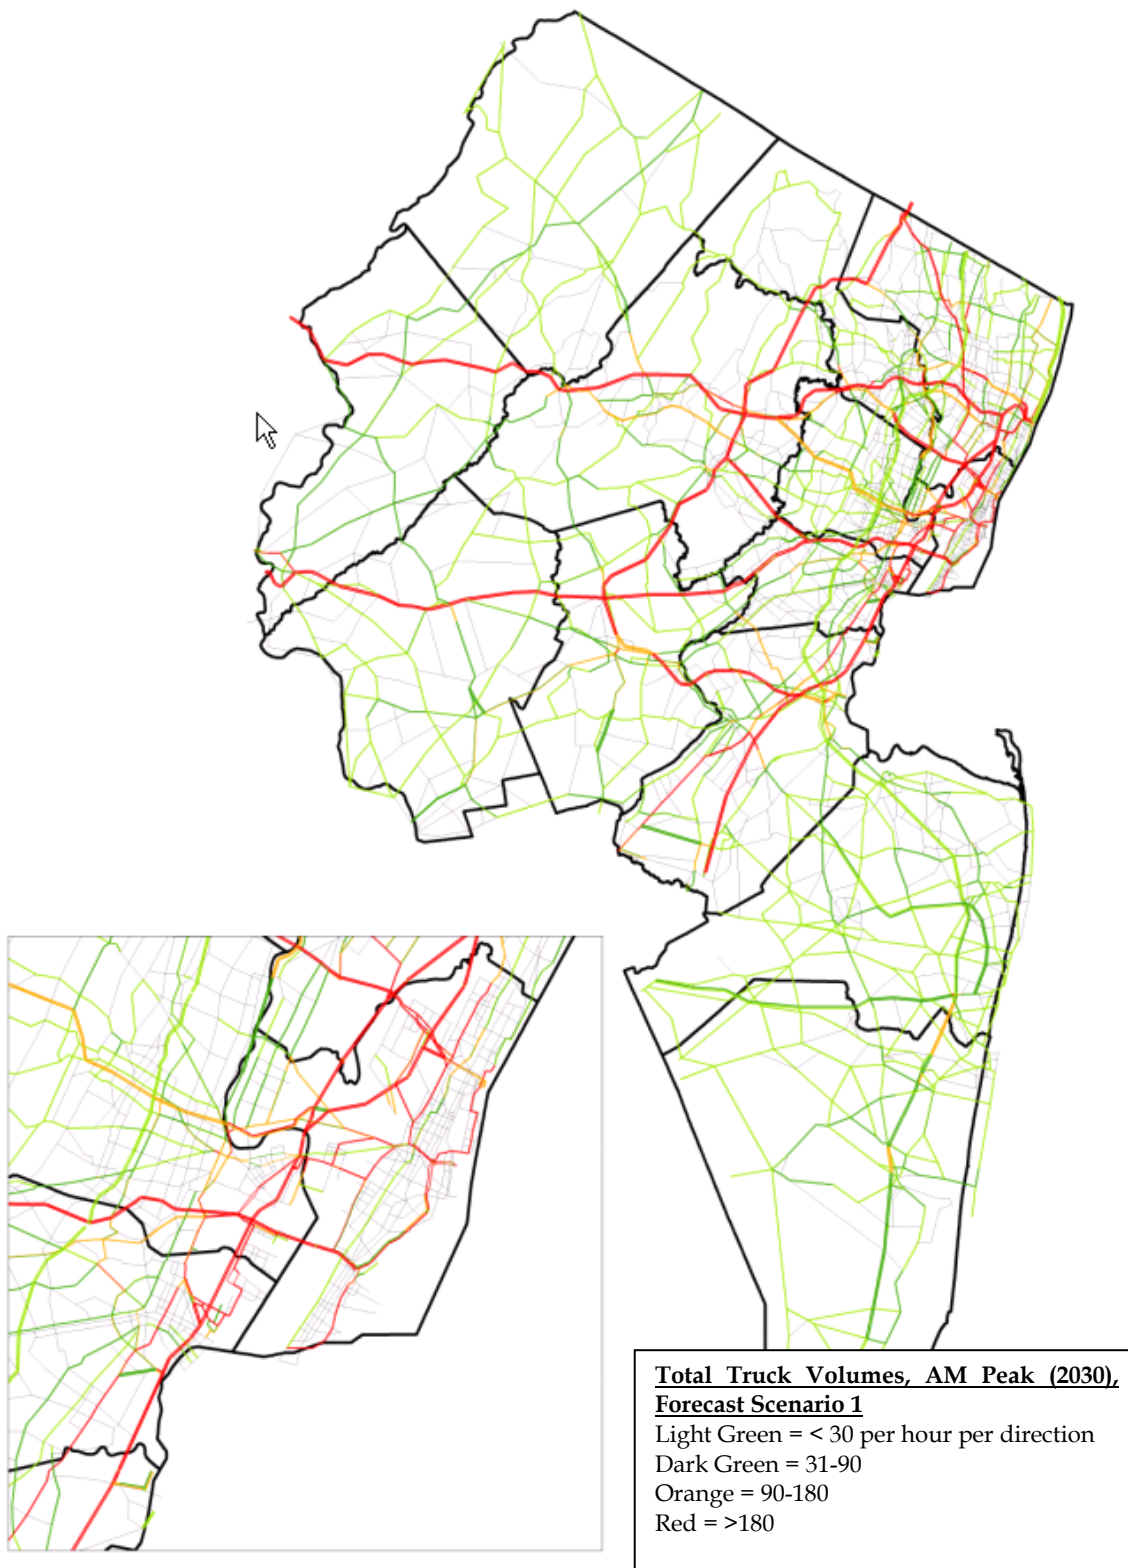 Total Truck Volumes, AM Peak (2030),
Forecast Scenario 1
Light Green = < 30 per hour per direction
Dark Green = 31-90
Orange = 90-180
Red = >180